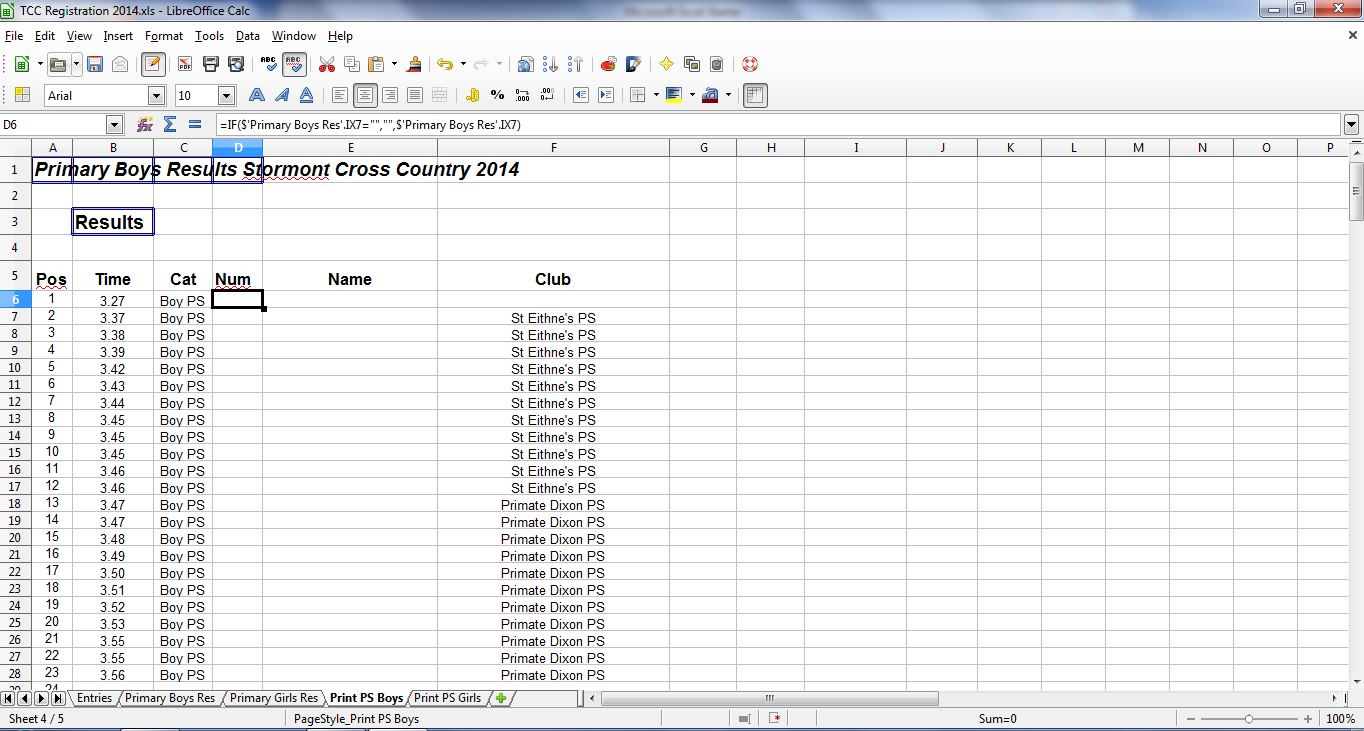 TCC Registration 2014.xls - LibreOffice Calc
File Edit View Insert Format Tools Data Window Help
Arial 10
D6 =IF($'Primary Boys Res'.IX7="","",$'Primary Boys Res'.IX7)
A B C D E F G H I J K L M N O P
1 Primary Boys Results Stormont Cross Country 2014
2
3 Results
4
5 Pos Time Cat Num Name Club
6 1 3.27 Boy PS
7 2 3.37 Boy PS St Eithne's PS
8 3 3.38 Boy PS St Eithne's PS
9 4 3.39 Boy PS St Eithne's PS
10 5 3.42 Boy PS St Eithne's PS
11 6 3.43 Boy PS St Eithne's PS
12 7 3.44 Boy PS St Eithne's PS
13 8 3.45 Boy PS St Eithne's PS
14 9 3.45 Boy PS St Eithne's PS
15 10 3.45 Boy PS St Eithne's PS
16 11 3.46 Boy PS St Eithne's PS
17 12 3.46 Boy PS St Eithne's PS
18 13 3.47 Boy PS Primate Dixon PS
19 14 3.47 Boy PS Primate Dixon PS
20 15 3.48 Boy PS Primate Dixon PS
21 16 3.49 Boy PS Primate Dixon PS
22 17 3.50 Boy PS Primate Dixon PS
23 18 3.51 Boy PS Primate Dixon PS
24 19 3.52 Boy PS Primate Dixon PS
25 20 3.53 Boy PS Primate Dixon PS
26 21 3.55 Boy PS Primate Dixon PS
27 22 3.55 Boy PS Primate Dixon PS
28 23 3.56 Boy PS Primate Dixon PS
Entries Primary Boys Res Primary Girls Res Print PS Boys Print PS Girls
Sheet 4 / 5 PageStyle_Print PS Boys Sum=0 100%